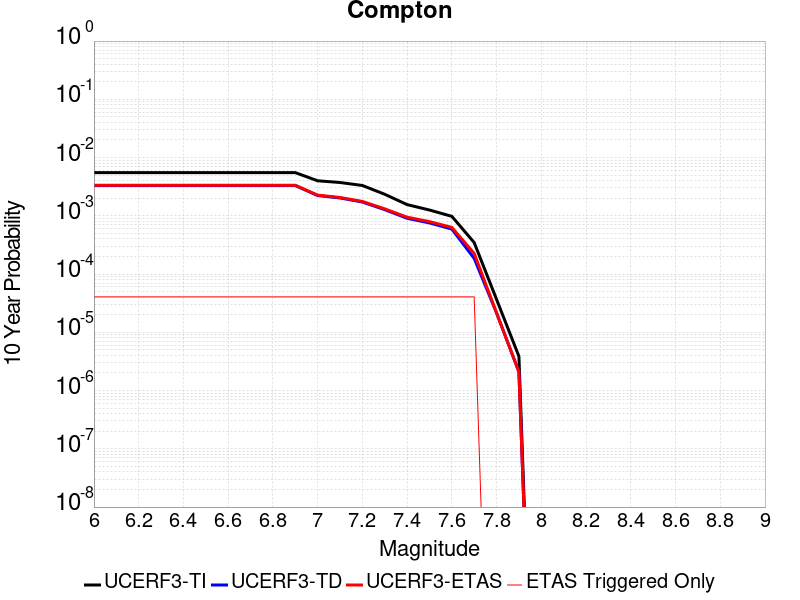 Compton
10 0
10 -1
10 -2
10 -3
10 -4
10 -5
10 -6
10 -7
10 -8
10 Year Probability
6 6.2 6.4 6.6 6.8 7 7.2 7.4 7.6 7.8 8 8.2 8.4 8.6 8.8 9
Magnitude
UCERF3-TI UCERF3-TD UCERF3-ETAS ETAS Triggered Only